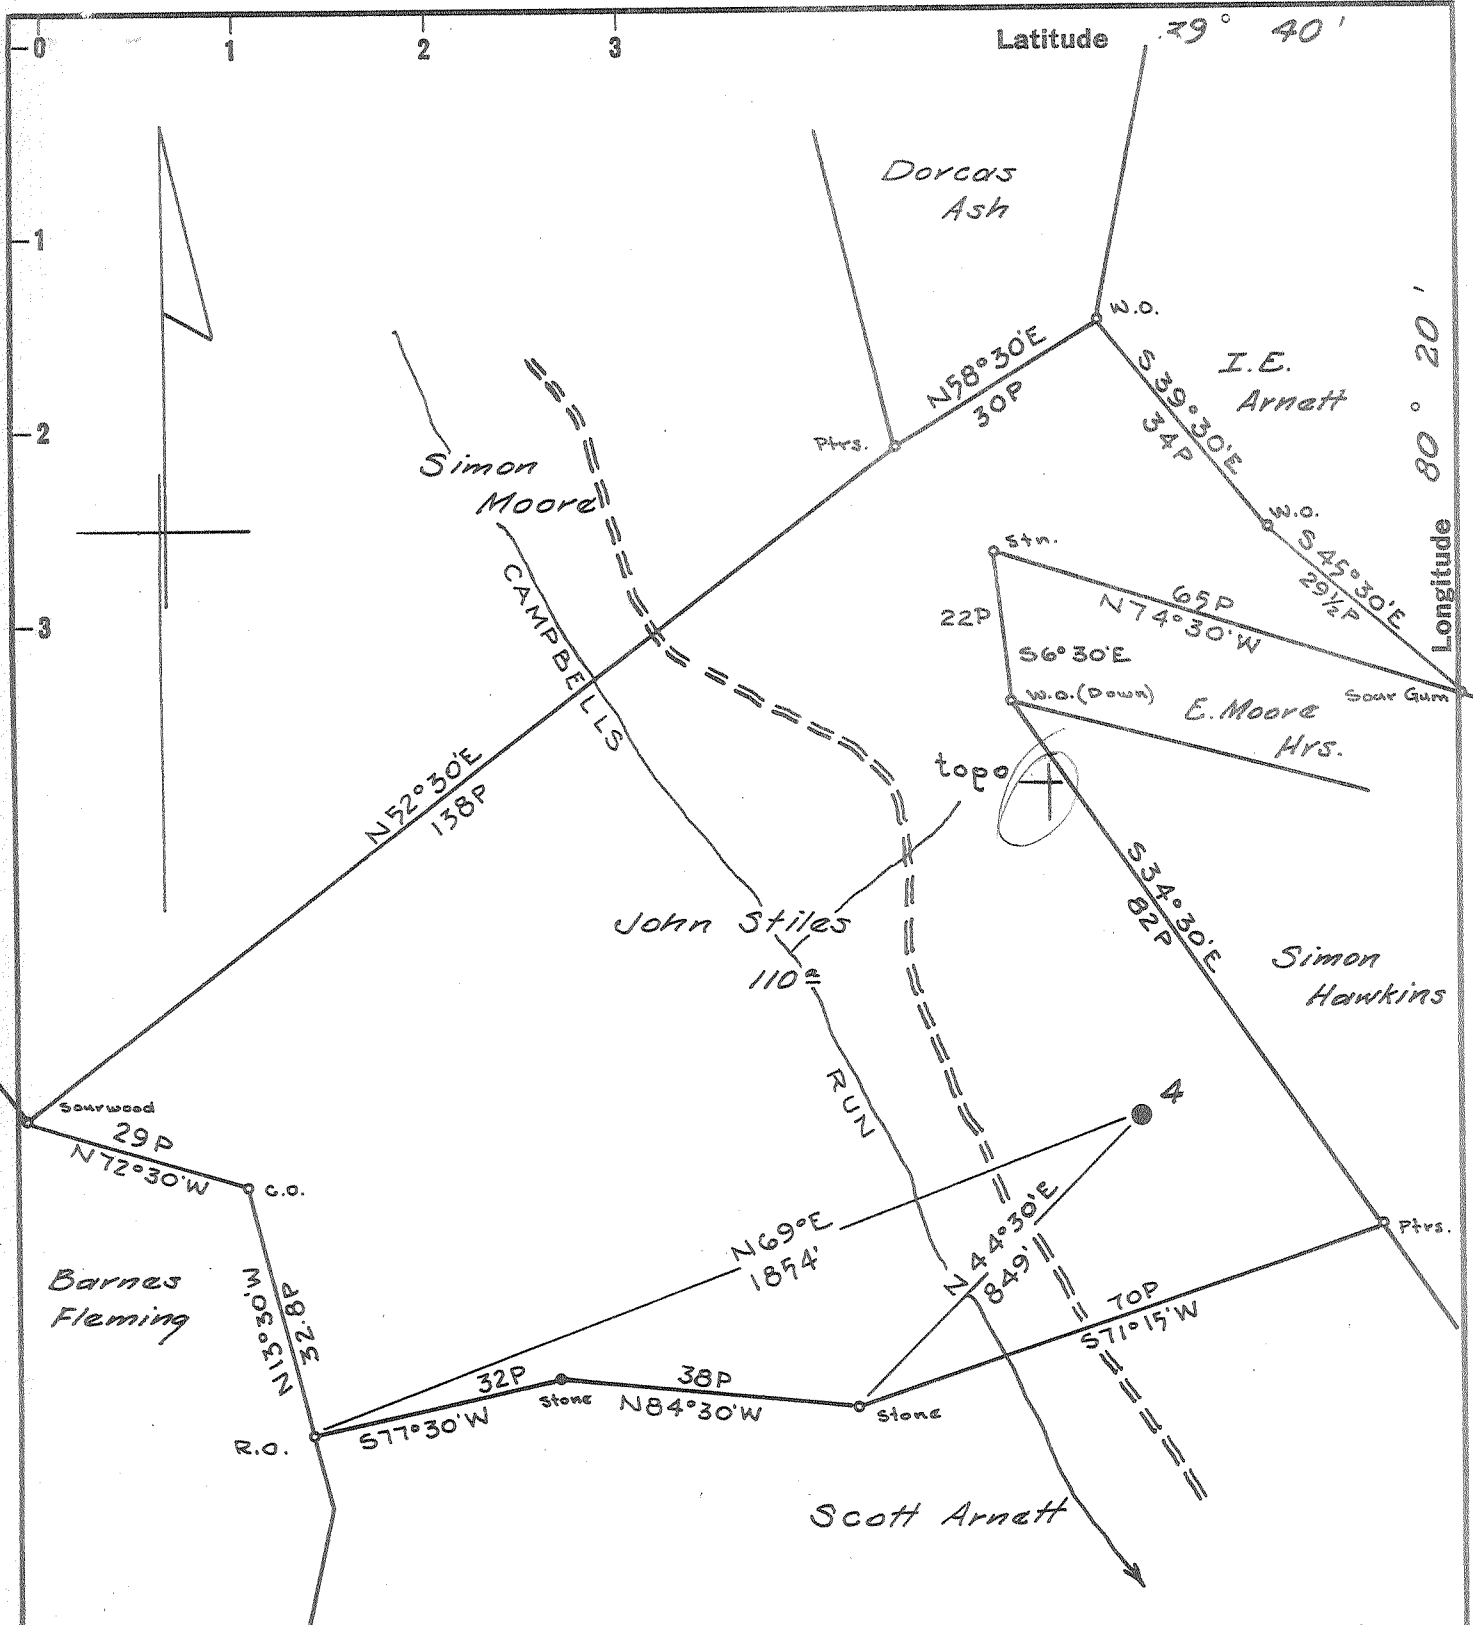 0
1
2
3
Latitude 39° 40'
1
2
3
Longitude 80° 20'
Dorcas
Ash
W.O.
N58°30'E
30P
Ptrs.
S39°30'E
34P
I.E.
Arnett
W.O.
S45°30'E
29½P
Simon
Moore
Stn.
65P
N74°30'W
22P
S6°30'E
W.O.(Down)
Sour Gum
E.Moore
Hrs.
CAMPBELLS
topo
N52°30'E
138P
S34°30'E
82P
John Stiles
110 a
Simon
Hawkins
RUN
4
Sourwood
29P
N72°30'W
C.O.
N69°E
1854'
N44°30'E
849'
Ptrs.
Barnes
Fleming
N13°30'W
32.8P
70P
S71°15'W
32P
S77°30'W
Stone
38P
N84°30'W
Stone
R.O.
Scott Arnett